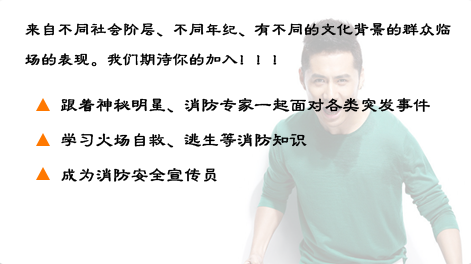 来自不同社会阶层、不同年纪、有不同的文化背景的群众临
场的表现。我们期待你的加入！！！
跟着神秘明星、消防专家一起面对各类突发事件
学习火场自救、逃生等消防知识
成为消防安全宣传员